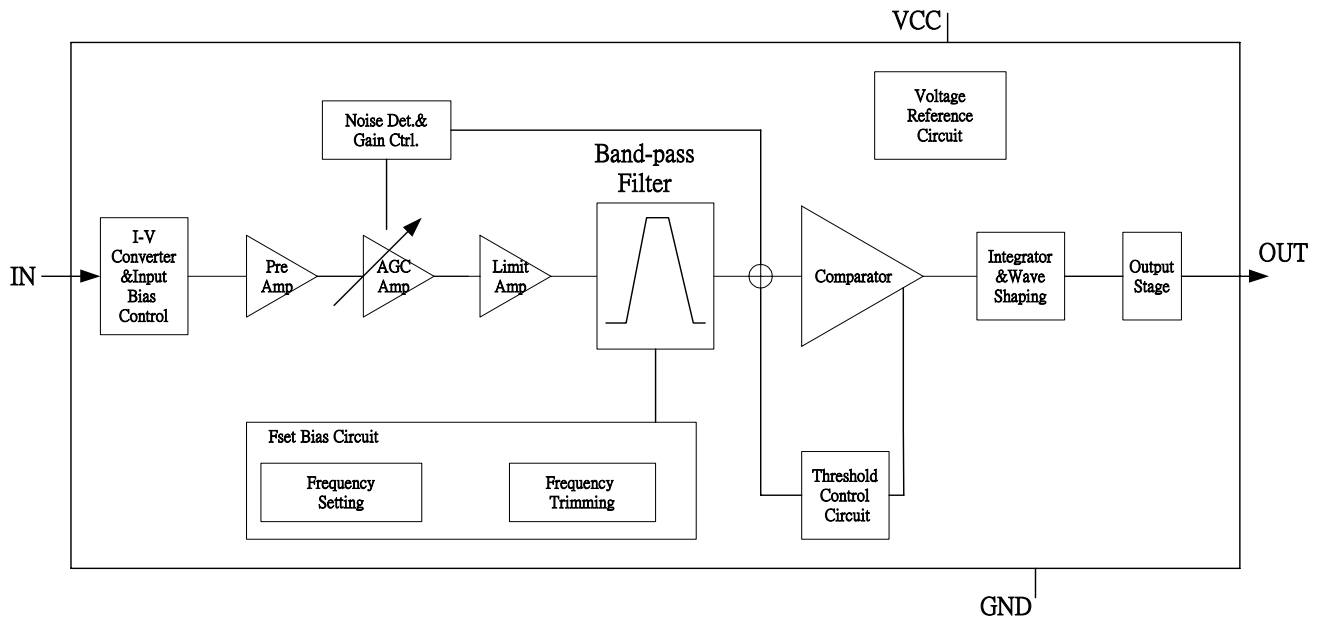 VCC
Voltage
Reference
Circuit
Noise Det.&
Gain Ctrl.
Band-pass
Filter
IN
I-V
Converter
&Input
Bias
Control
Pre
Amp
AGC
Amp
Limit
Amp
Comparator
Integrator
&Wave
Shaping
Output
Stage
OUT
Fset Bias Circuit
Frequency
Setting
Frequency
Trimming
Threshold
Control
Circuit
GND